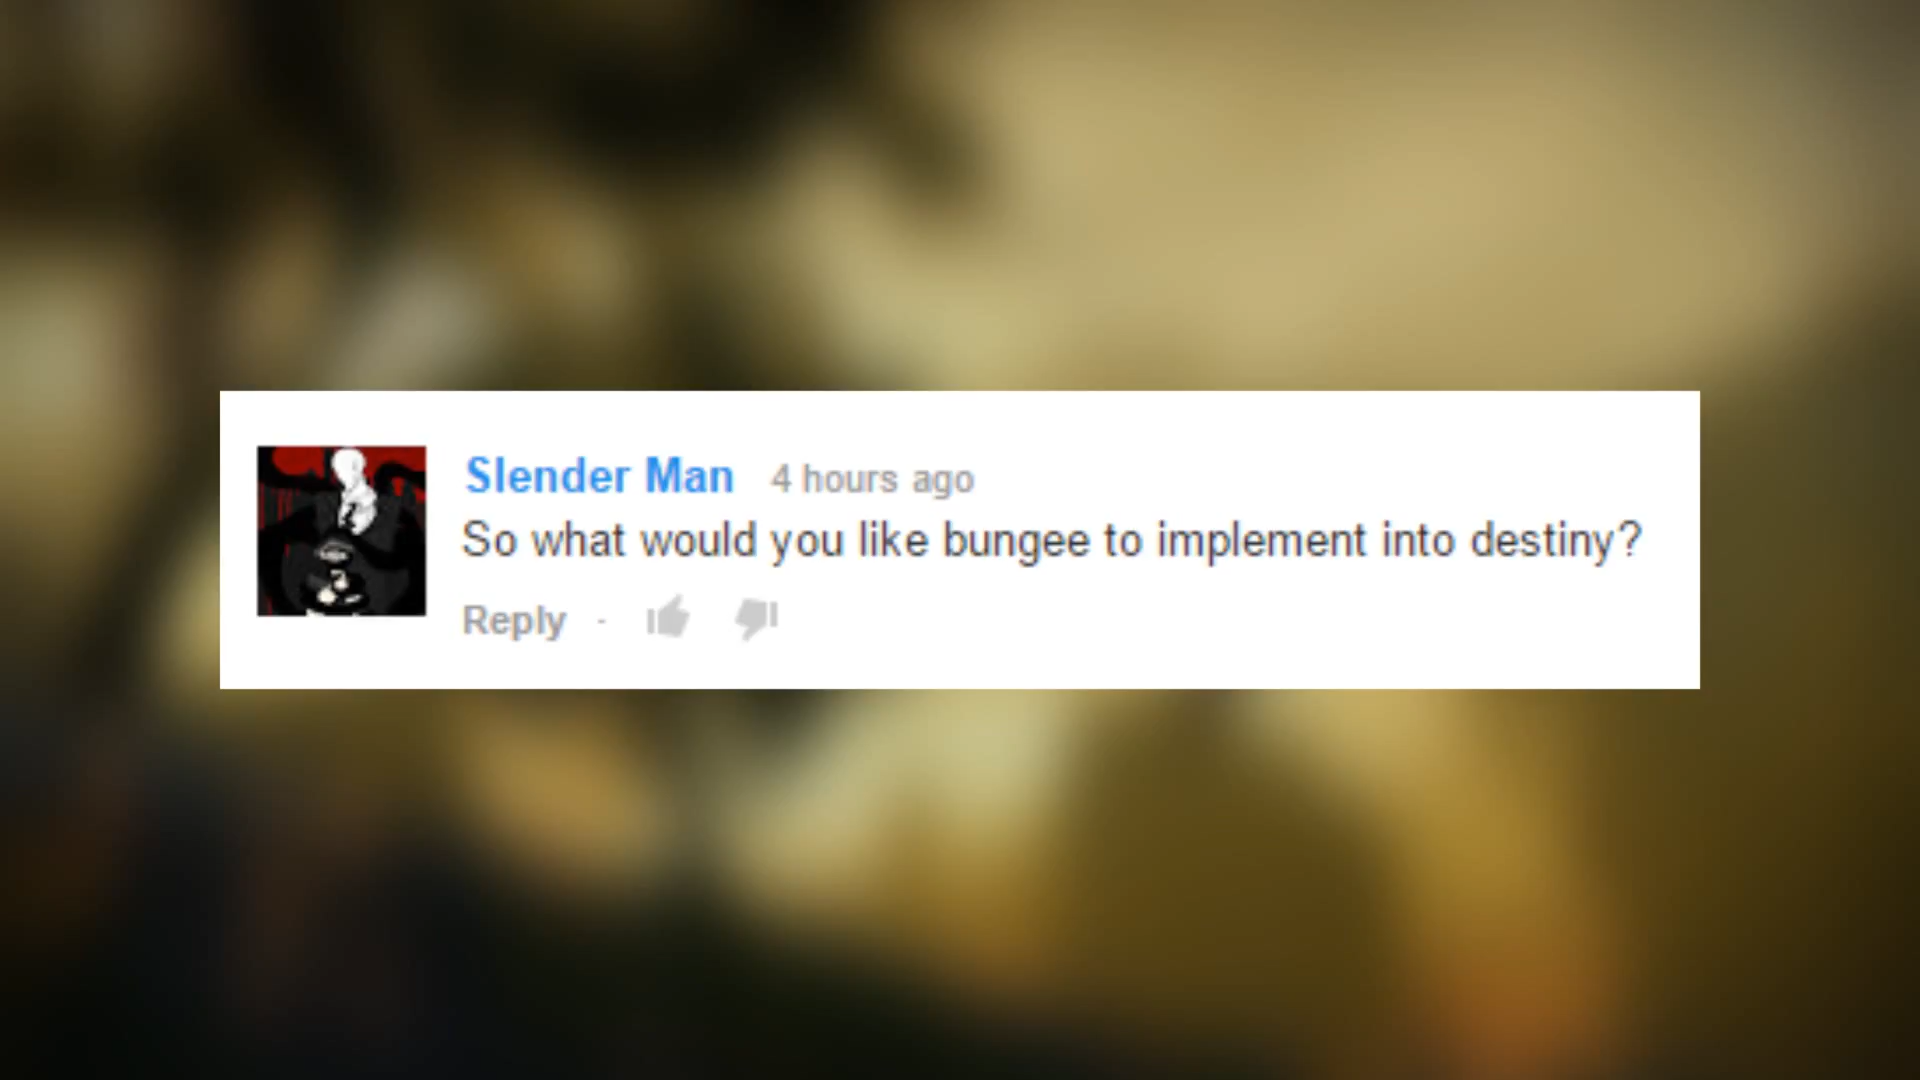 Slender Man 4 hours ago
So what would you like bungee to implement into destiny?
Reply ·